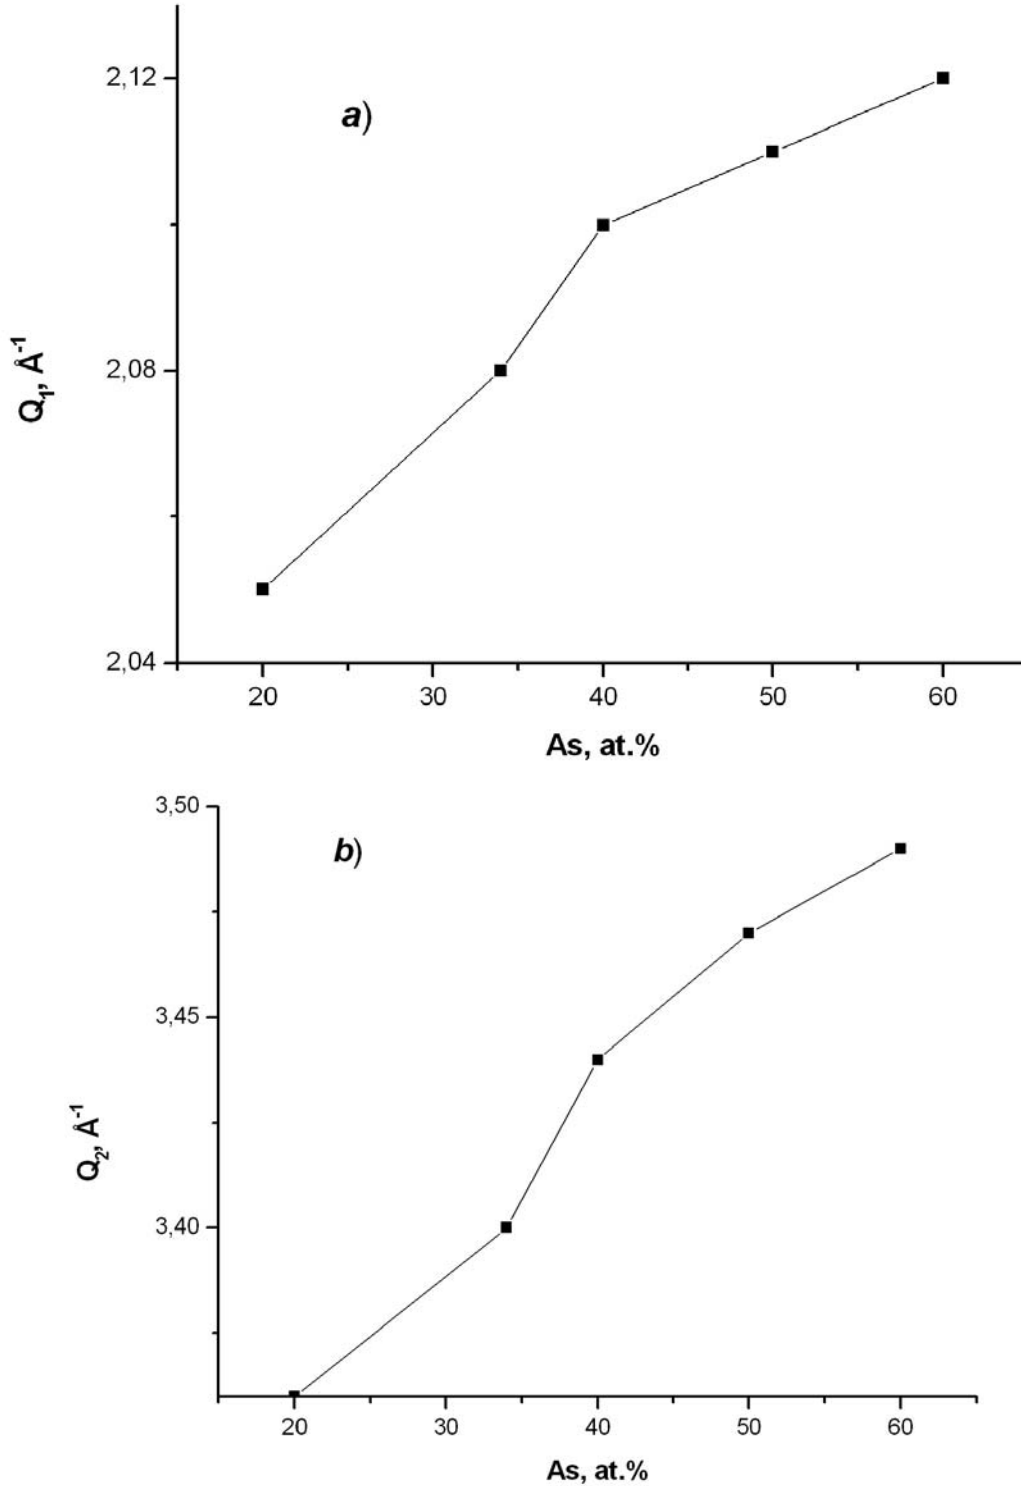 a)
2,12
2,08
2,04
Q₁, Å⁻¹
20 30 40 50 60
As, at.%
b)
3,50
3,45
3,40
Q₂, Å⁻¹
20 30 40 50 60
As, at.%